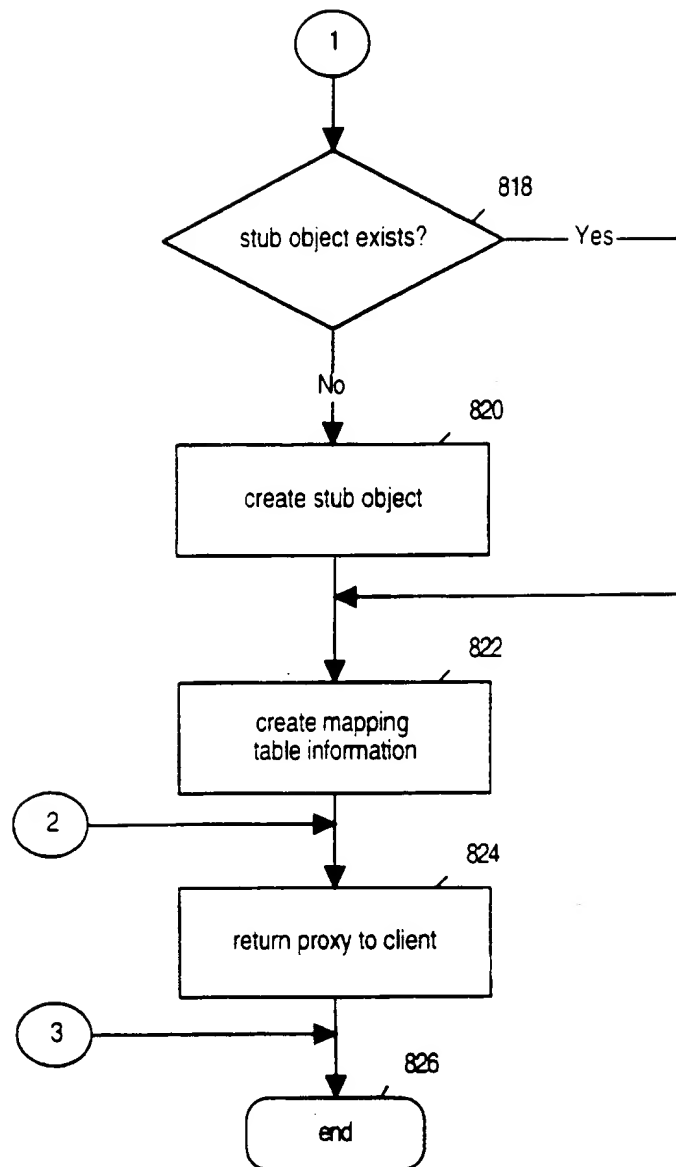 1
818
stub object exists?
Yes
No
820
create stub object
822
create mapping
table information
2
824
return proxy to client
3
826
end